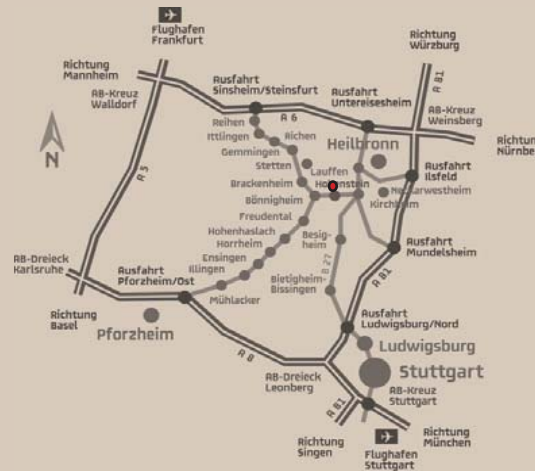 Flughafen
Frankfurt
Richtung
Würzburg
Richtung
Mannheim
AB-Kreuz
Walldorf
Ausfahrt
Sinsheim/Steinsfurt
Ausfahrt
Untereisesheim
A 81
AB-Kreuz
Weinsberg
A 6
Reihen
Ittlingen
Richen
Gemmingen
Heilbronn
Richtung
Nürnbe
N
Stetten
Lauffen
Ausfahrt
Ilsfeld
A 5
Brackenheim
Neckarwestheim
Bönnigheim
Kirchheim
Freudental
Hohenhaslach
Besig-
heim
Horrheim
Ensingen
Illingen
Ausfahrt
Mundelsheim
AB-Dreieck
Karlsruhe
Ausfahrt
Pforzheim/Ost
B 27
A 81
Bietigheim-
Bissingen
Mühlacker
Richtung
Basel
Pforzheim
Ausfahrt
Ludwigsburg/Nord
Ludwigsburg
A 8
Stuttgart
AB-Dreieck
Leonberg
AB-Kreuz
Stuttgart
A 81
Richtung
Singen
Flughafen
Stuttgart
Richtung
München